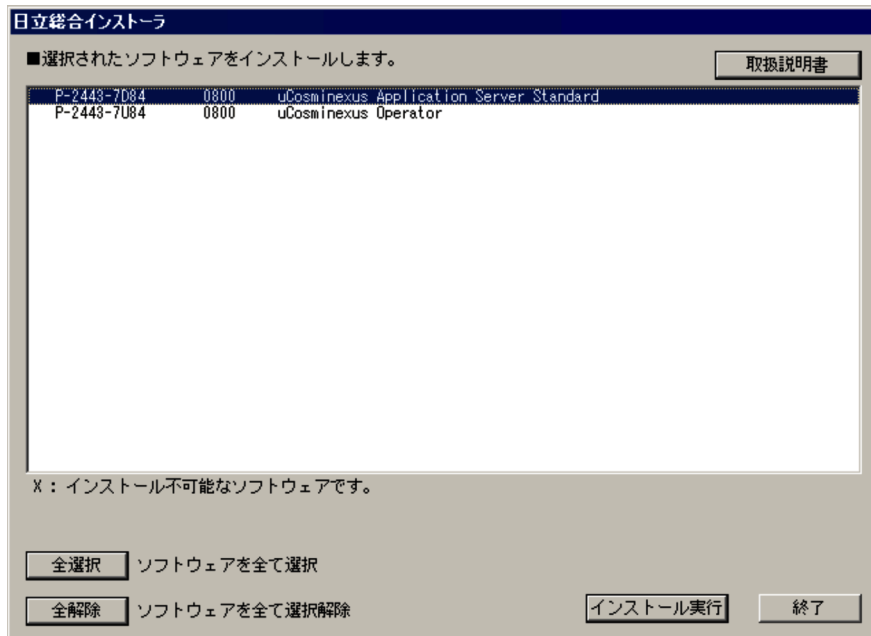 日立総合インストーラ
■選択されたソフトウェアをインストールします。
取扱説明書
P-2443-7D84 0800 uCosminexus Application Server Standard
P-2443-7U84 0800 uCosminexus Operator
X : インストール不可能なソフトウェアです。
全選択 ソフトウェアを全て選択
全解除 ソフトウェアを全て選択解除
インストール実行 終了